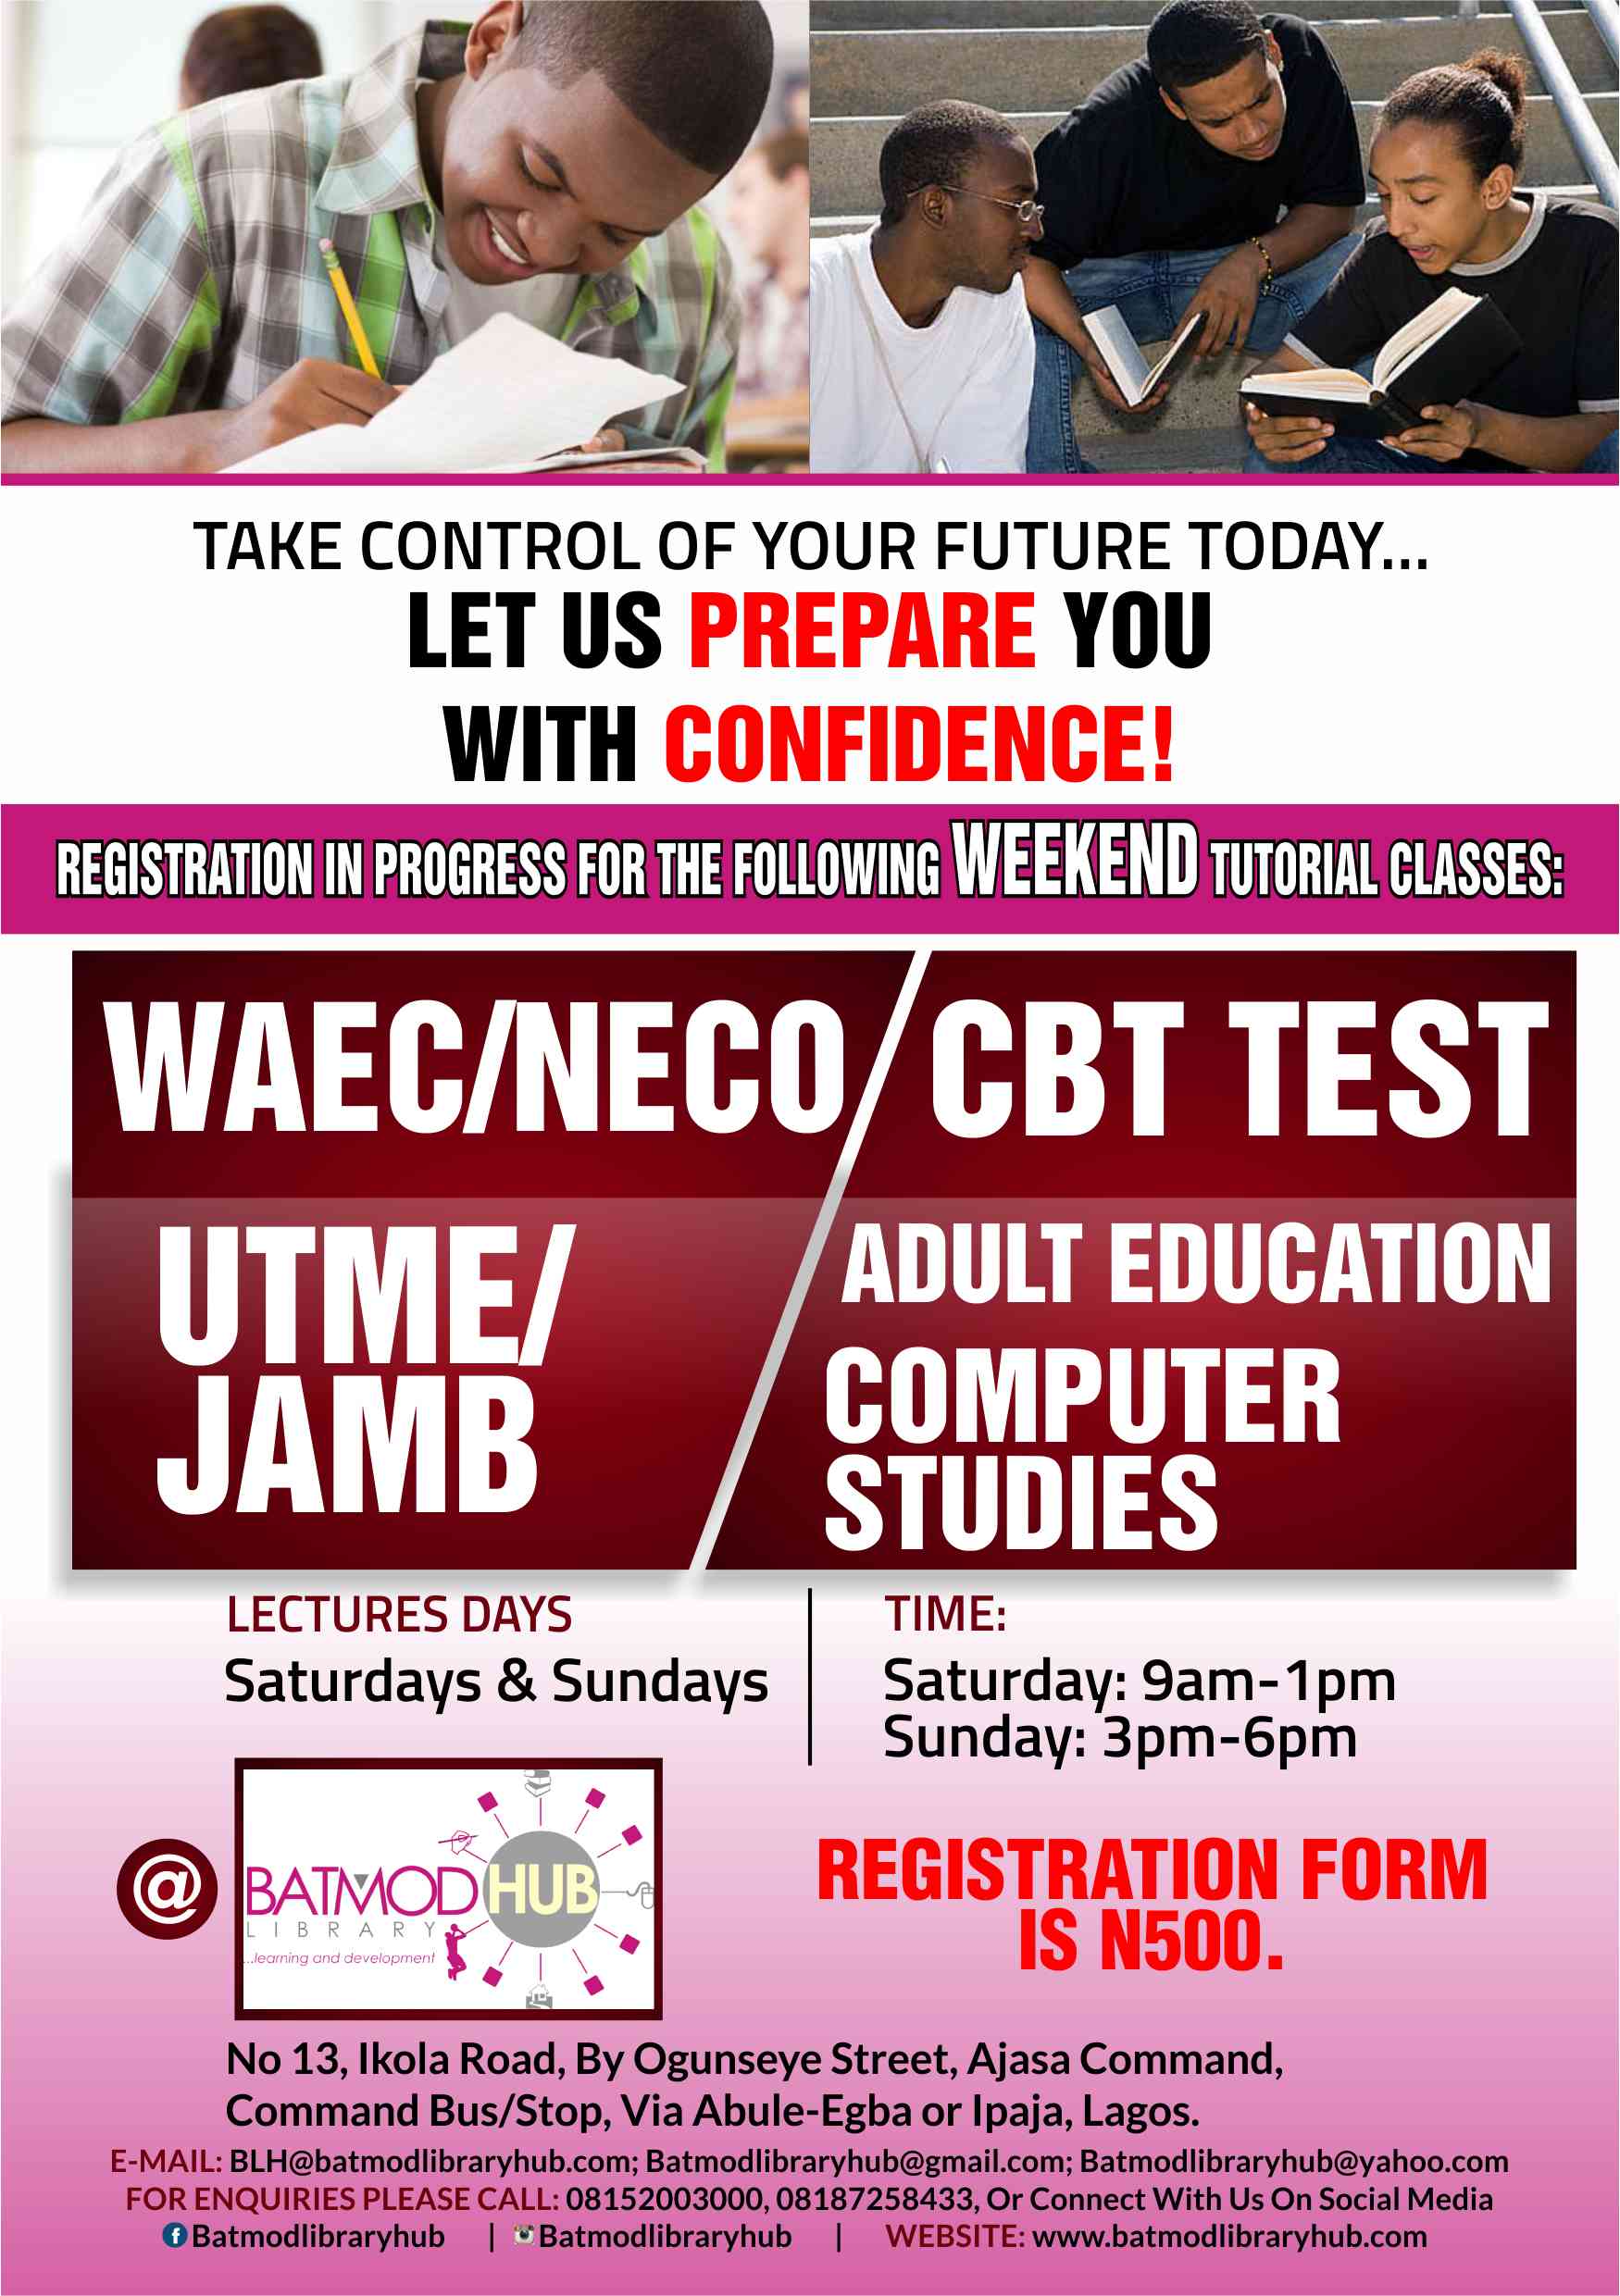 TAKE CONTROL OF YOUR FUTURE TODAY...
LET US PREPARE YOU
WITH CONFIDENCE!
REGISTRATION IN PROGRESS FOR THE FOLLOWING WEEKEND TUTORIAL CLASSES:
WAEC/NECO
UTME/
JAMB
CBT TEST
ADULT EDUCATION
COMPUTER
STUDIES
LECTURES DAYS
Saturdays & Sundays
TIME:
Saturday: 9am-1pm
Sunday: 3pm-6pm
@
BATMOD HUB
LIBRARY
...learning and development
REGISTRATION FORM
IS N500.
No 13, Ikola Road, By Ogunseye Street, Ajasa Command,
Command Bus/Stop, Via Abule-Egba or Ipaja, Lagos.
E-MAIL: BLH@batmodlibraryhub.com; Batmodlibraryhub@gmail.com; Batmodlibraryhub@yahoo.com
FOR ENQUIRIES PLEASE CALL: 08152003000, 08187258433, Or Connect With Us On Social Media
f Batmodlibraryhub | Batmodlibraryhub | WEBSITE: www.batmodlibraryhub.com